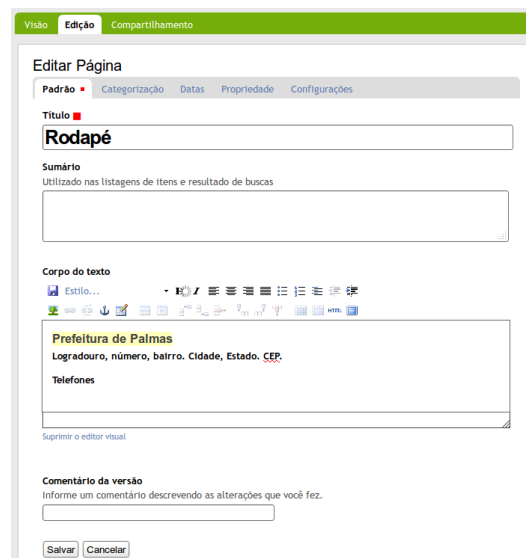 Visão Edição Compartilhamento
Editar Página
Padrão Categorização Datas Propriedade Configurações
Título
Rodapé
Sumário
Utilizado nas listagens de itens e resultado de buscas
Corpo do texto
Estilo...
HTML
Prefeitura de Palmas
Logradouro, número, bairro. Cidade, Estado. CEP.
Telefones
Suprimir o editor visual
Comentário da versão
Informe um comentário descrevendo as alterações que você fez.
Salvar Cancelar